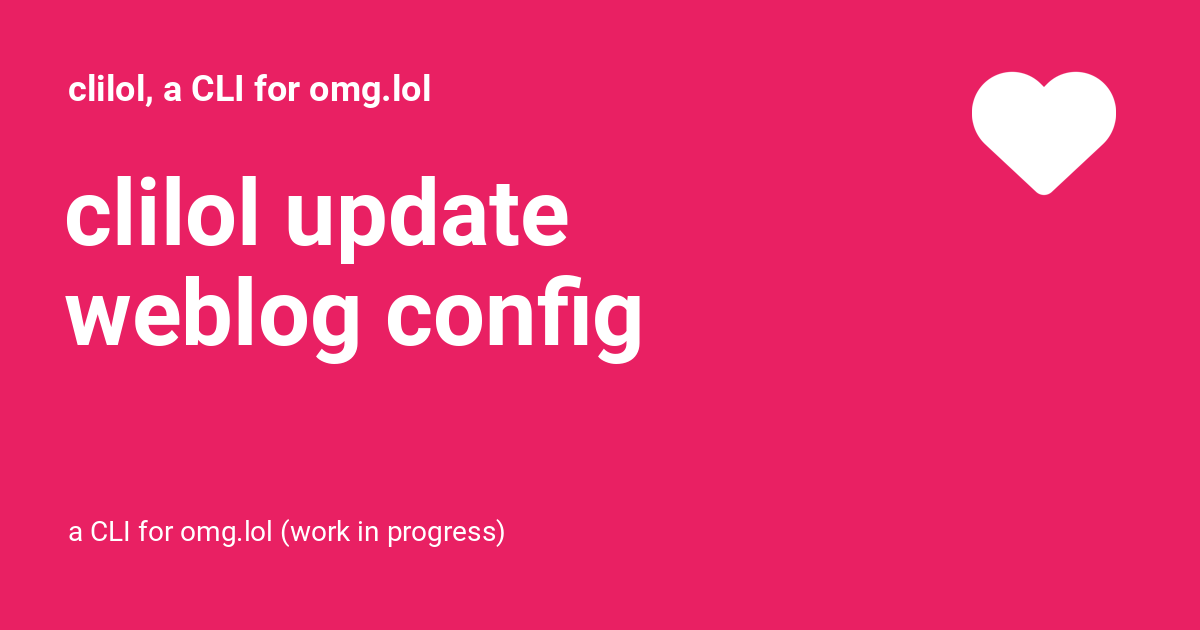 clilol, a CLI for omg.lol
clilol update
weblog config
a CLI for omg.lol (work in progress)